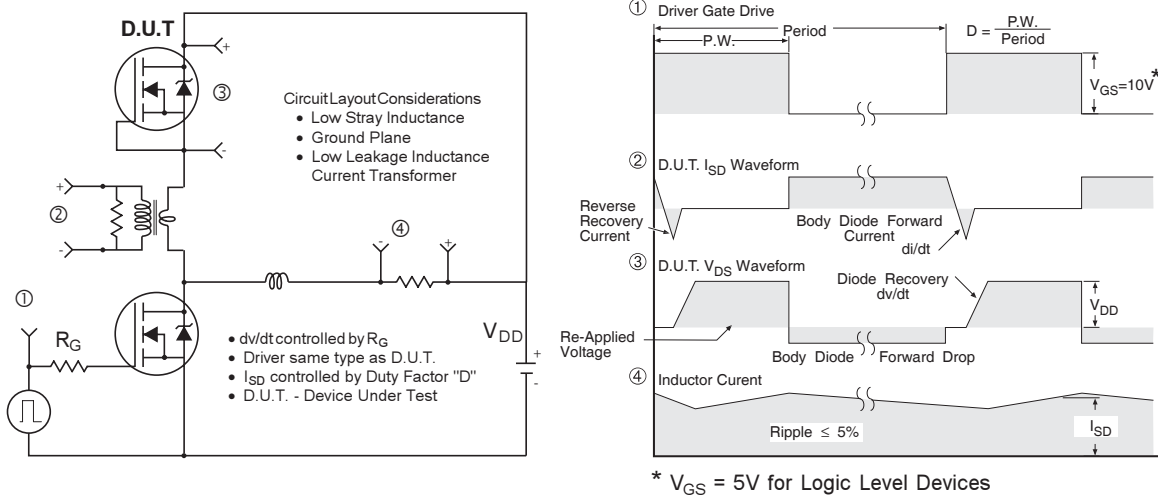 D.U.T
+
③
-
Circuit Layout Considerations
• Low Stray Inductance
• Ground Plane
• Low Leakage Inductance
Current Transformer
+
②
-
④
-
+
①
R_G
V_DD
+
-
• dv/dt controlled by R_G
• Driver same type as D.U.T.
• I_SD controlled by Duty Factor "D"
• D.U.T. - Device Under Test
① Driver Gate Drive
P.W.
Period
D = P.W. / Period
V_GS=10V *
② D.U.T. I_SD Waveform
Reverse
Recovery
Current
Body Diode Forward
Current
di/dt
③ D.U.T. V_DS Waveform
Diode Recovery
dv/dt
V_DD
Re-Applied
Voltage
Body Diode Forward Drop
④ Inductor Curent
Ripple ≤ 5%
I_SD
* V_GS = 5V for Logic Level Devices